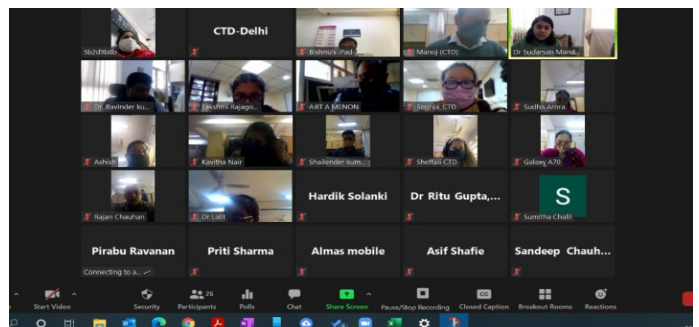 5b2d9b8b
CTD-Delhi
Bishnu's iPad
Manoj (CTD)
Dr Sudarsan Mand...
Dr. Ravinder ku...
Lakshmi Rajago...
AJIT A MENON
Sophia_CTD
Sudha Arora
Ashish
Kavitha Nair
Shailender kum...
Sheffali CTD
Galaxy A70
Rajan Chauhan
Dr Lalit
Hardik Solanki
Dr Ritu Gupta,...
S
Sumitha Chalil
Pirabu Ravanan
Connecting to a...
Priti Sharma
Almas mobile
Asif Shafie
Sandeep Chauh...
Start Video
Security
26
Participants
Polls
Chat
Share Screen
Pause/Stop Recording
CC
Closed Caption
Breakout Rooms
Reactions